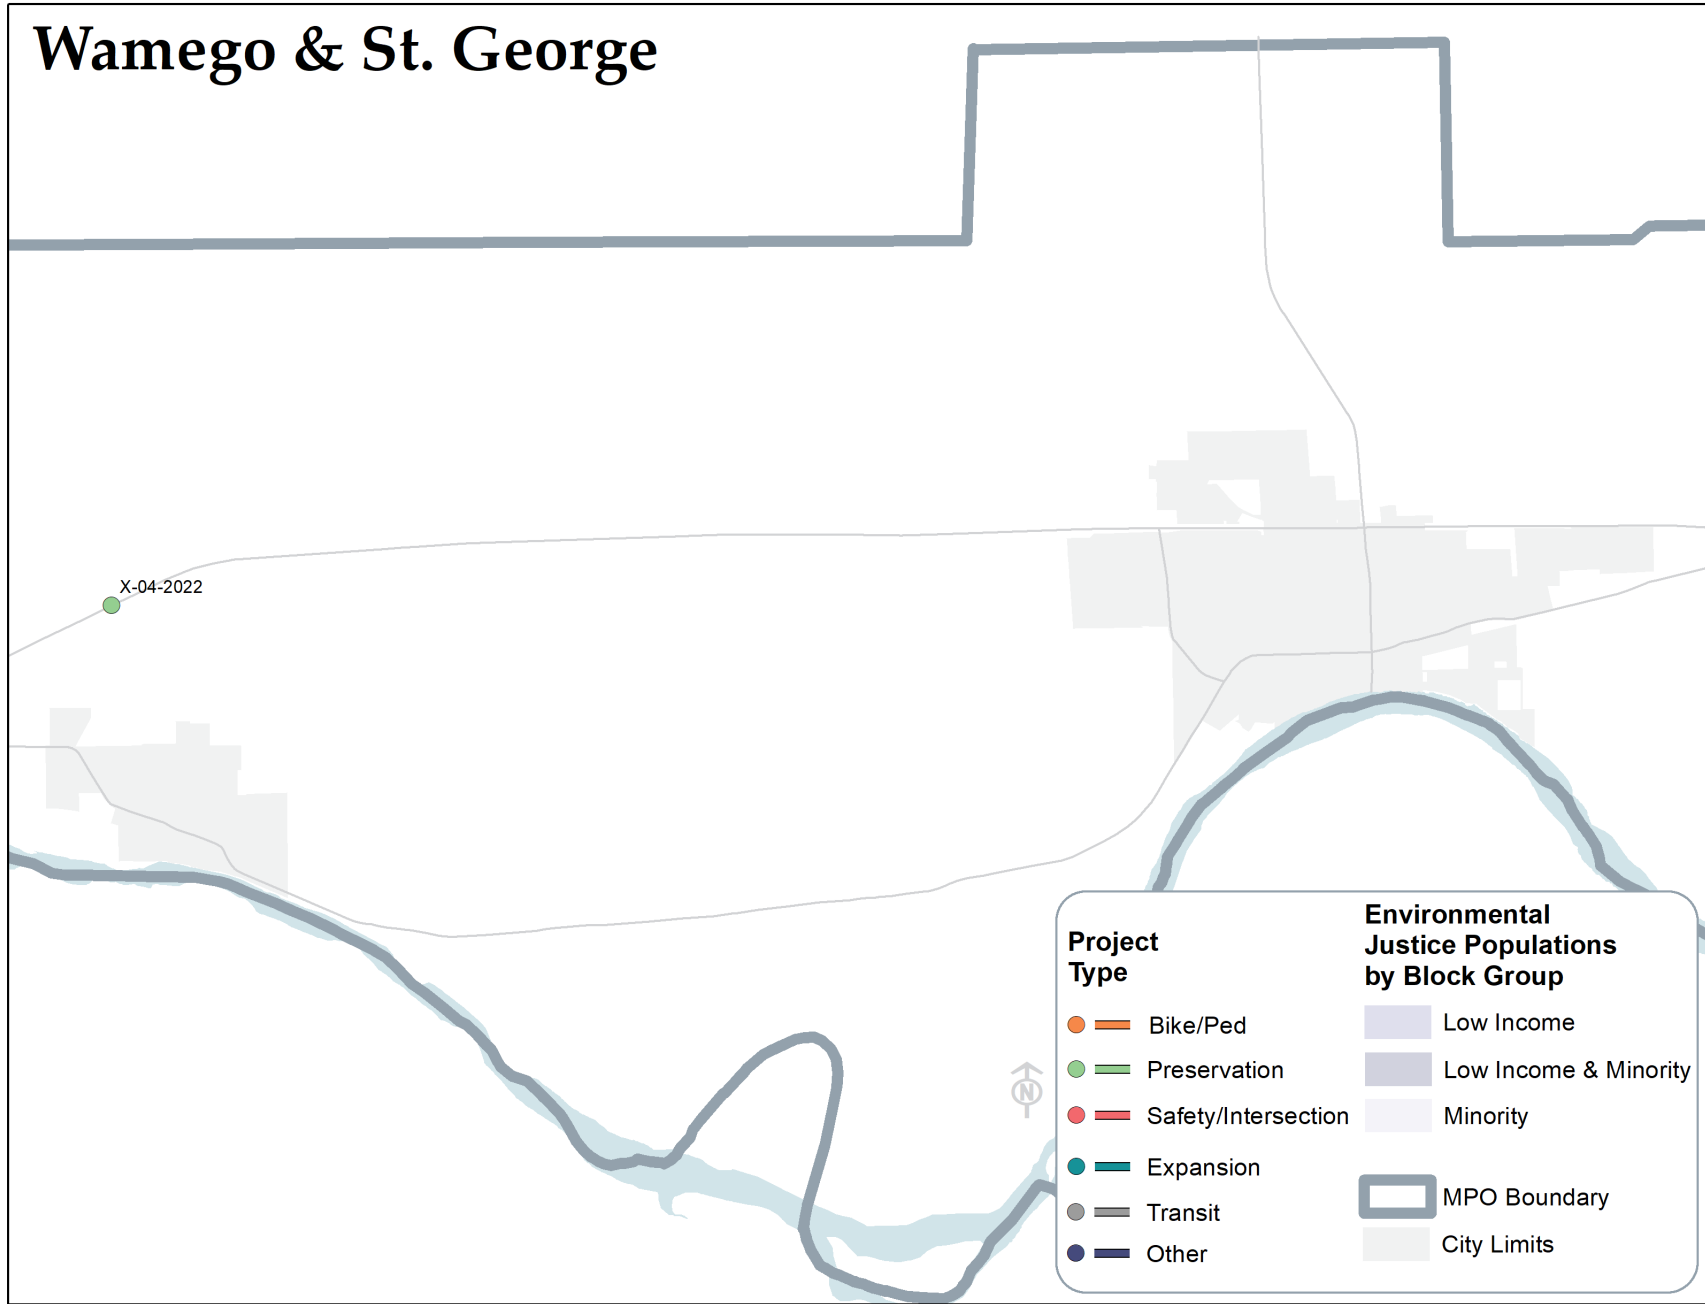 Wamego & St. George
X-04-2022
Project
Type
Bike/Ped
Preservation
Safety/Intersection
Expansion
Transit
Other
Environmental
Justice Populations
by Block Group
Low Income
Low Income & Minority
Minority
MPO Boundary
City Limits
N